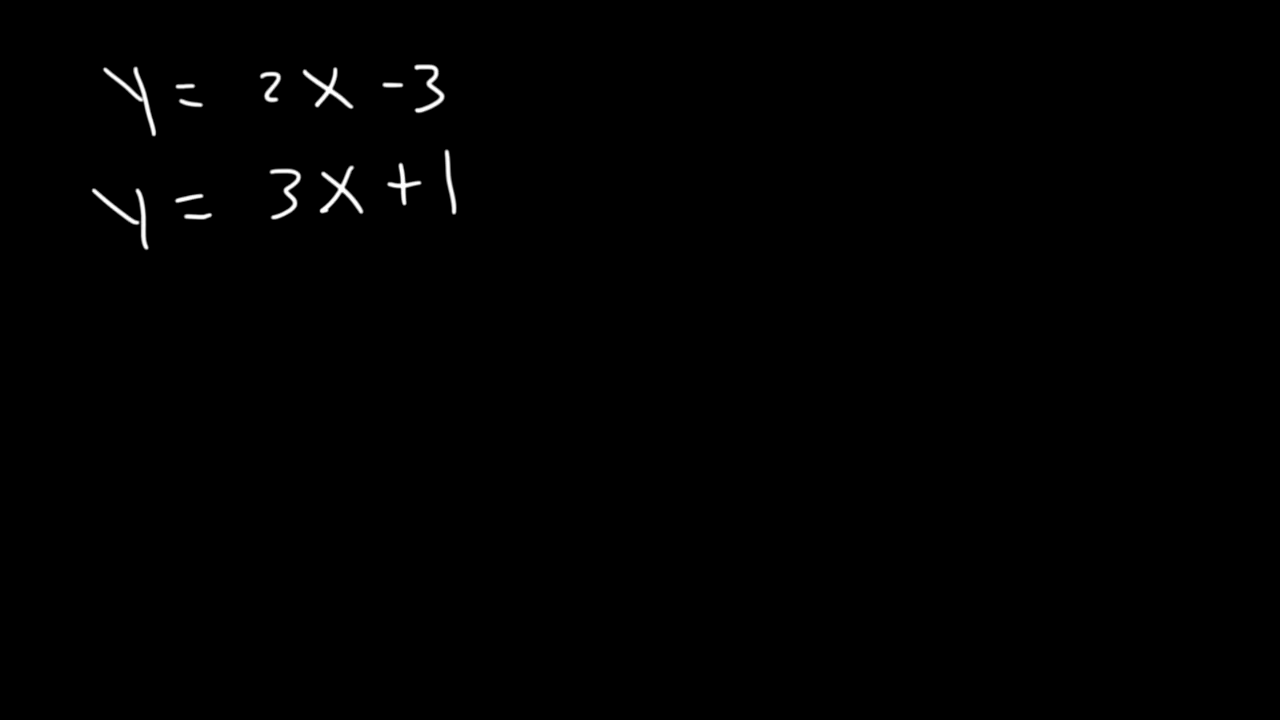 y = 2x - 3
y = 3x + 1